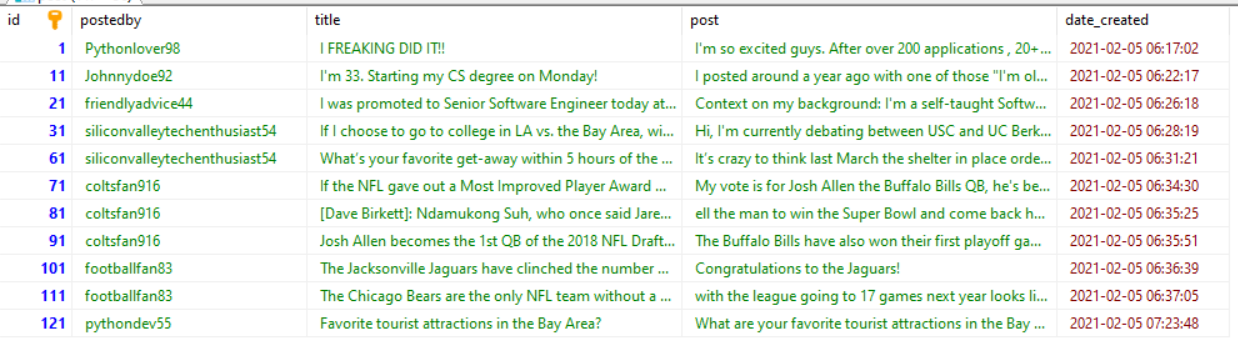 id postedby title post date_created
1 Pythonlover98 I FREAKING DID IT!! I'm so excited guys. After over 200 applications , 20+... 2021-02-05 06:17:02
11 Johnnydoe92 I'm 33. Starting my CS degree on Monday! I posted around a year ago with one of those "I'm ol... 2021-02-05 06:22:17
21 friendlyadvice44 I was promoted to Senior Software Engineer today at... Context on my background: I'm a self-taught Softw... 2021-02-05 06:26:18
31 siliconvalleytechenthusiast54 If I choose to go to college in LA vs. the Bay Area, wi... Hi, I'm currently debating between USC and UC Berk... 2021-02-05 06:28:19
61 siliconvalleytechenthusiast54 What's your favorite get-away within 5 hours of the ... It's crazy to think last March the shelter in place orde... 2021-02-05 06:31:21
71 coltsfan916 If the NFL gave out a Most Improved Player Award ... My vote is for Josh Allen the Buffalo Bills QB, he's be... 2021-02-05 06:34:30
81 coltsfan916 [Dave Birkett]: Ndamukong Suh, who once said Jare... ell the man to win the Super Bowl and come back h... 2021-02-05 06:35:25
91 coltsfan916 Josh Allen becomes the 1st QB of the 2018 NFL Draft... The Buffalo Bills have also won their first playoff ga... 2021-02-05 06:35:51
101 footballfan83 The Jacksonville Jaguars have clinched the number ... Congratulations to the Jaguars! 2021-02-05 06:36:39
111 footballfan83 The Chicago Bears are the only NFL team without a ... with the league going to 17 games next year looks li... 2021-02-05 06:37:05
121 pythondev55 Favorite tourist attractions in the Bay Area? What are your favorite tourist attractions in the Bay ... 2021-02-05 07:23:48